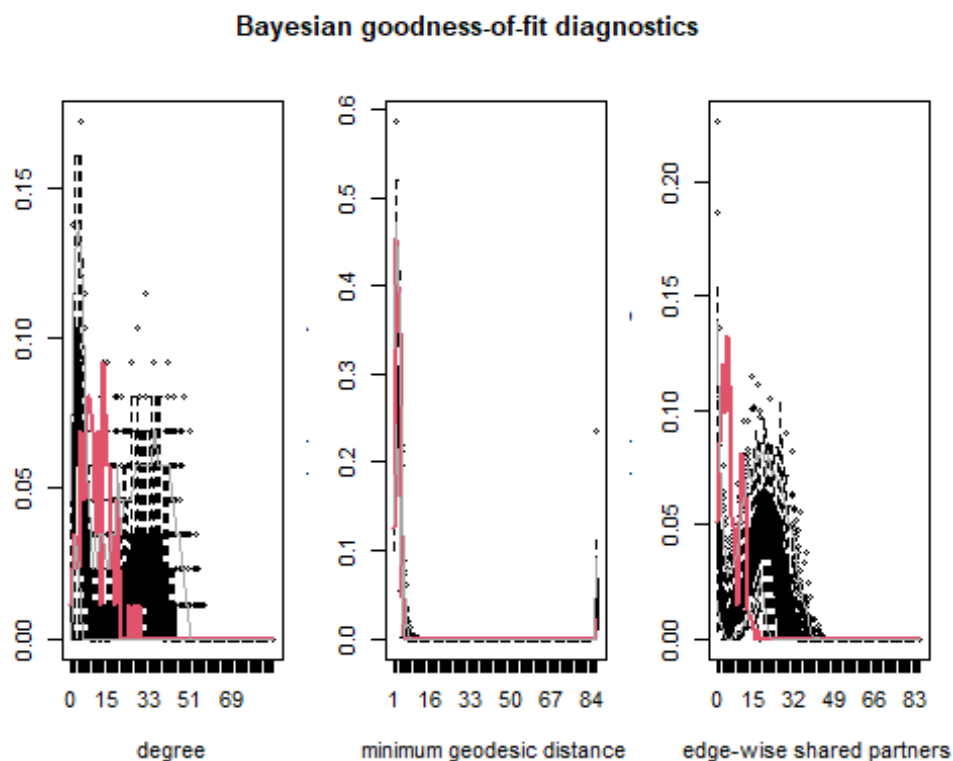 Bayesian goodness-of-fit diagnostics
0.00 0.05 0.10 0.15
0 15 33 51 69
degree
0.0 0.1 0.2 0.3 0.4 0.5 0.6
1 16 33 50 67 84
minimum geodesic distance
0.00 0.05 0.10 0.15 0.20
0 15 32 49 66 83
edge-wise shared partners